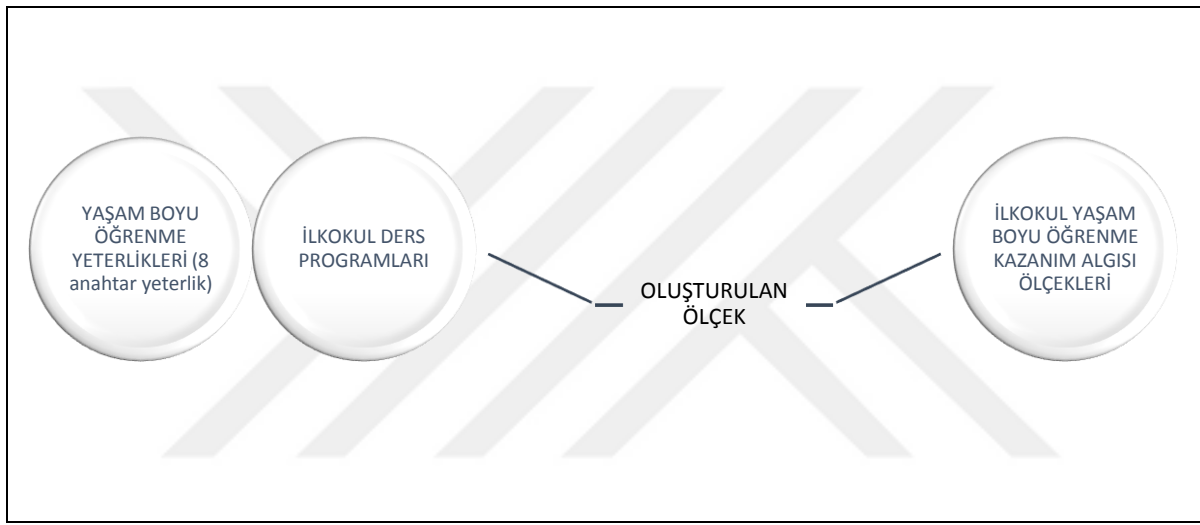 YAŞAM BOYU
ÖĞRENME
YETERLİKLERİ (8
anahtar yeterlik)
İLKOKUL DERS
PROGRAMLARI
OLUŞTURULAN
ÖLÇEK
İLKOKUL YAŞAM
BOYU ÖĞRENME
KAZANIM ALGISI
ÖLÇEKLERİ